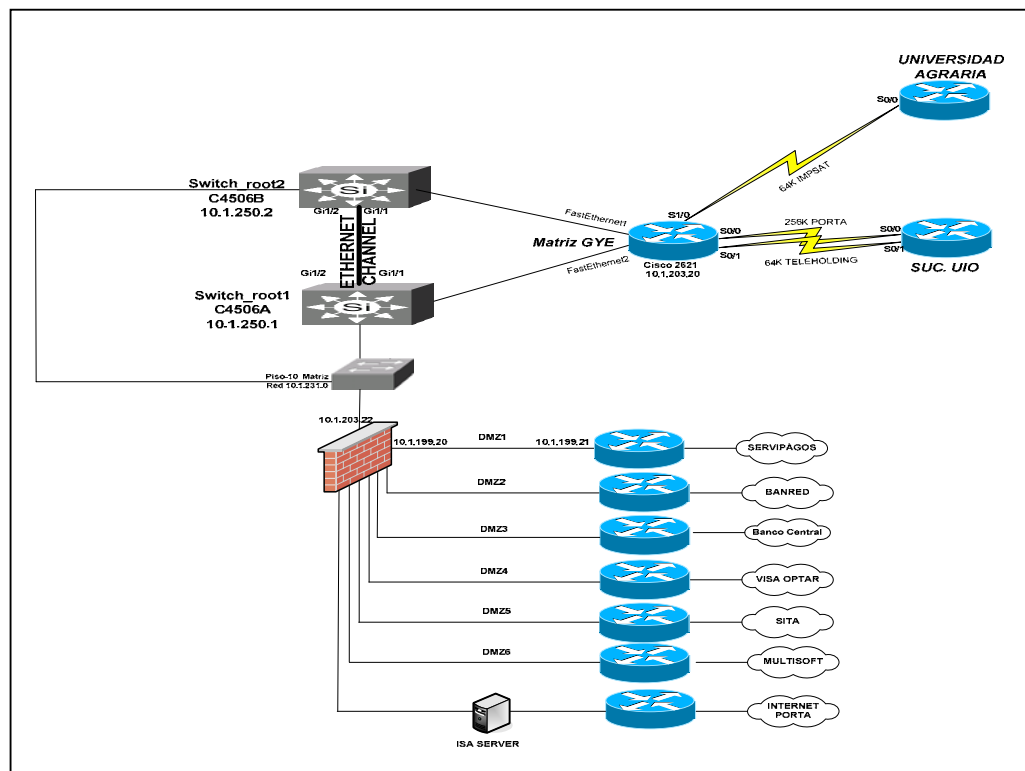 UNIVERSIDAD
AGRARIA
S0/0
64K IMPSAT
Switch_root2
C4506B
10.1.250.2
Si
Gi1/2
Gi1/1
ETHERNET
CHANNEL
FastEthernet1
Matriz GYE
S1/0
S0/0
S0/1
Cisco 2621
10,1,203,20
256K PORTA
64K TELEHOLDING
S0/0
S0/1
SUC. UIO
FastEthernet2
Gi1/2
Gi1/1
Switch_root1
C4506A
10.1.250.1
Si
Piso-10 Matriz
Red 10.1.231.0
10.1.203.22
10.1,199,20
DMZ1
10.1,199,21
SERVIPAGOS
DMZ2
BANRED
DMZ3
Banco Central
DMZ4
VISA OPTAR
DMZ5
SITA
DMZ6
MULTISOFT
ISA SERVER
INTERNET
PORTA